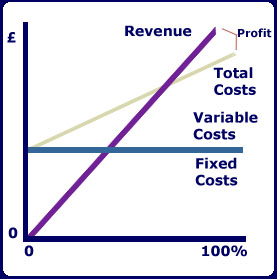 Revenue
Profit
£
Total
Costs
Variable
Costs
Fixed
Costs
0
0
100%